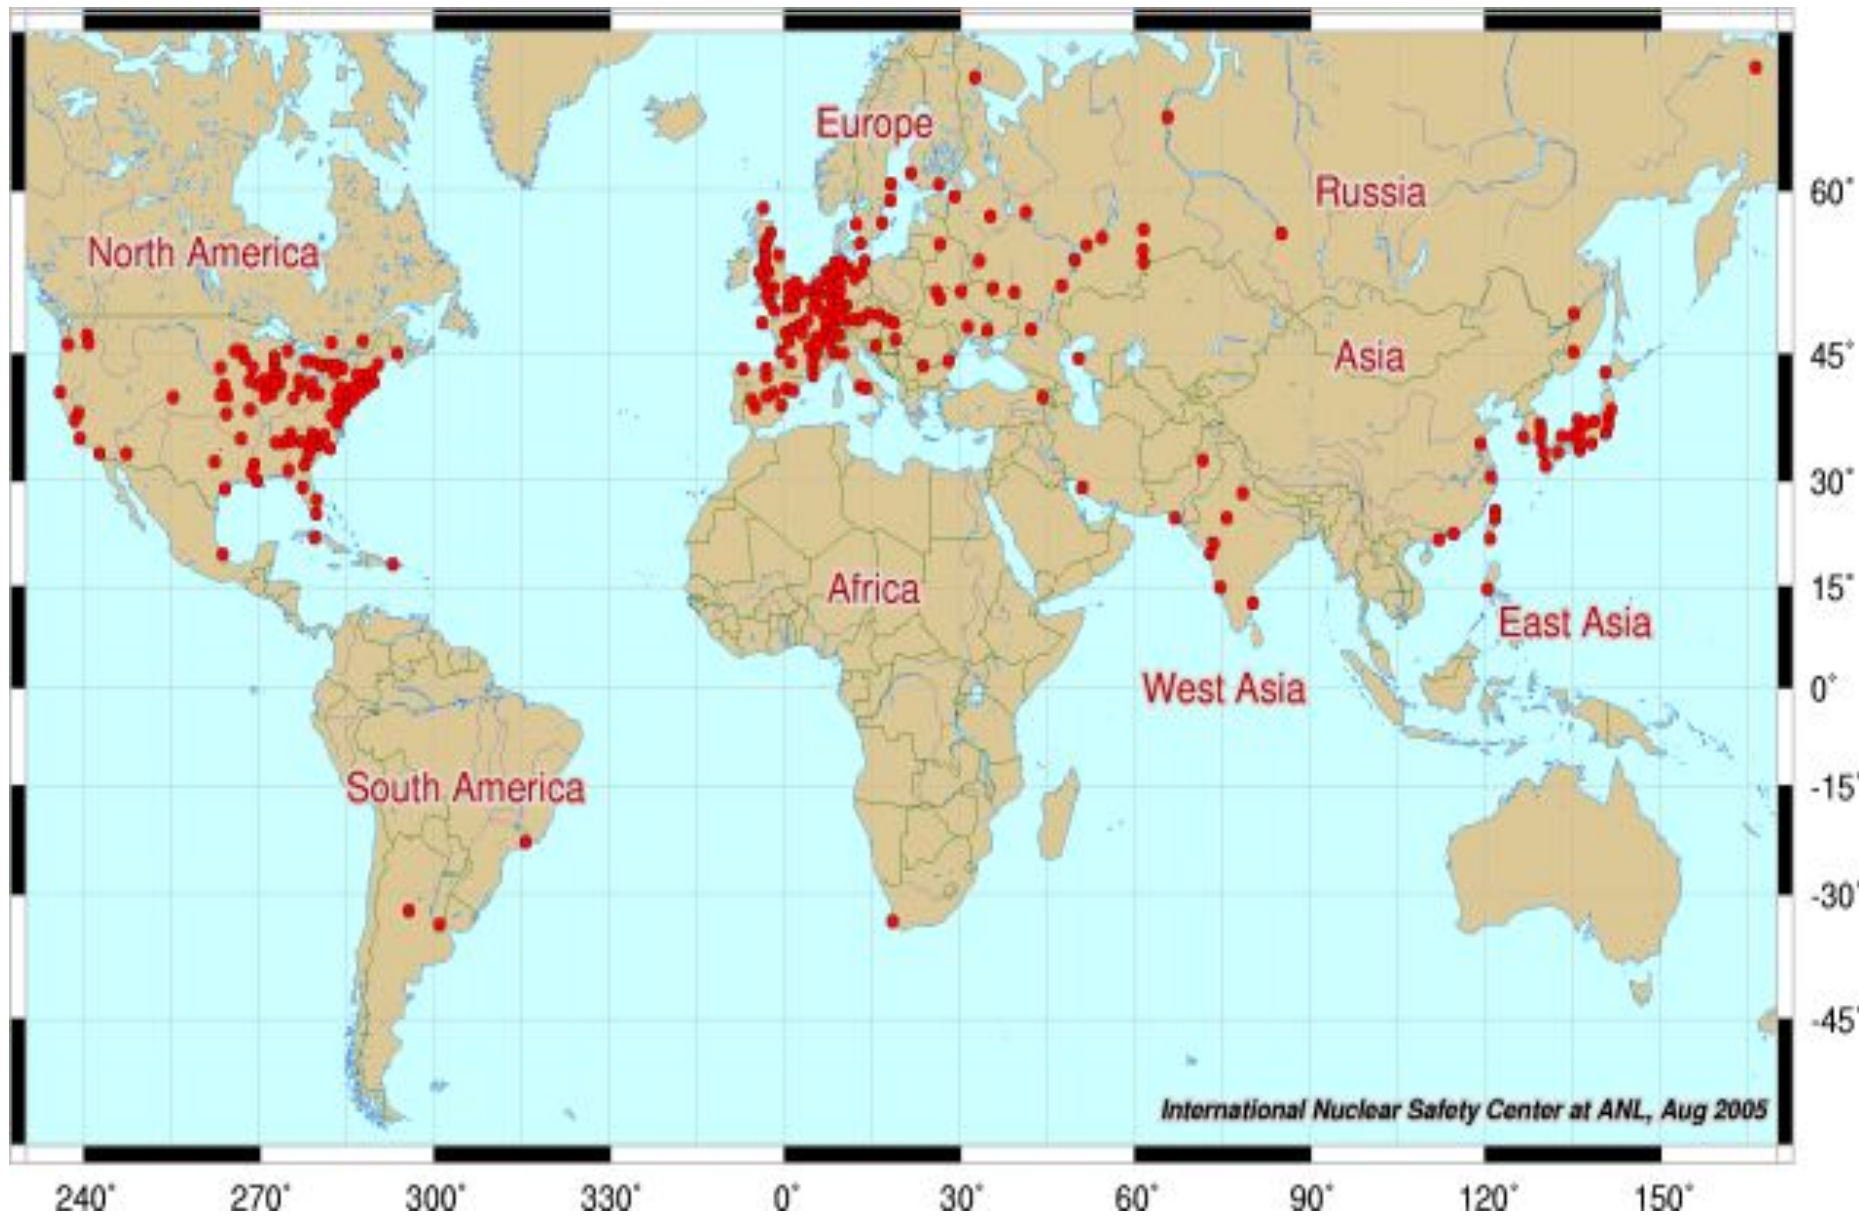 Europe
Russia
North America
Asia
Africa
East Asia
West Asia
South America
International Nuclear Safety Center at ANL, Aug 2005
60˚
45˚
30˚
15˚
0˚
-15˚
-30˚
-45˚
240˚ 270˚ 300˚ 330˚ 0˚ 30˚ 60˚ 90˚ 120˚ 150˚